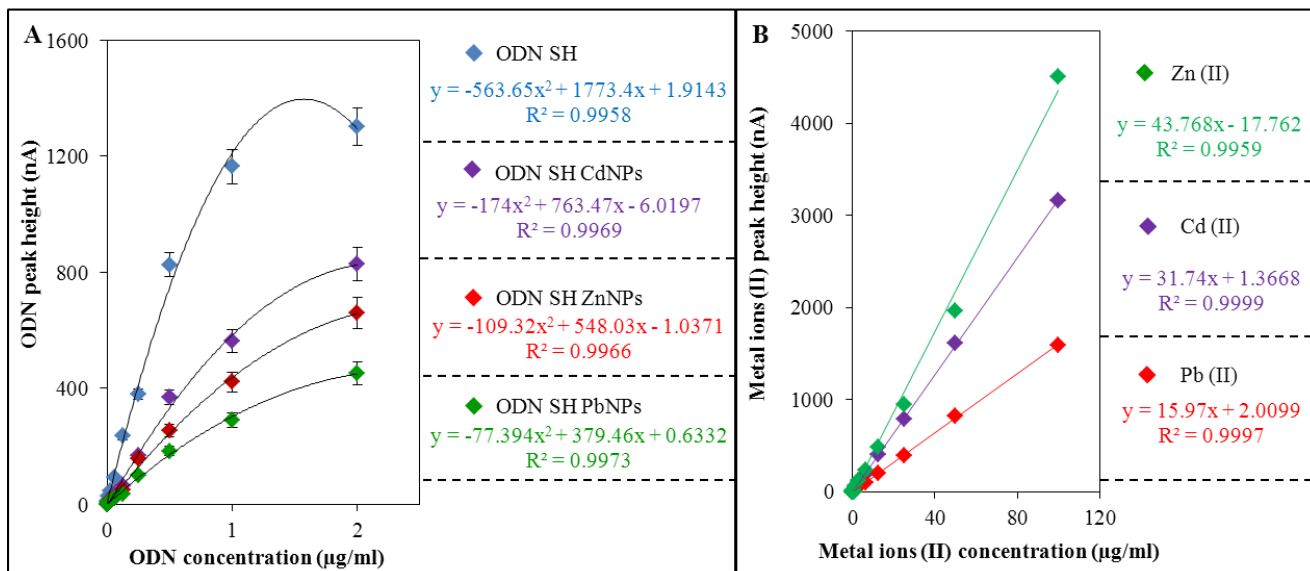 A
1600
1200
800
400
0
0
1
2
ODN peak height (nA)
ODN concentration (µg/ml)
ODN SH
y = -563.65x² + 1773.4x + 1.9143
R² = 0.9958
ODN SH CdNPs
y = -174x² + 763.47x - 6.0197
R² = 0.9969
ODN SH ZnNPs
y = -109.32x² + 548.03x - 1.0371
R² = 0.9966
ODN SH PbNPs
y = -77.394x² + 379.46x + 0.6332
R² = 0.9973
B
5000
4000
3000
2000
1000
0
0
40
80
120
Metal ions (II) peak height (nA)
Metal ions (II) concentration (µg/ml)
Zn (II)
y = 43.768x - 17.762
R² = 0.9959
Cd (II)
y = 31.74x + 1.3668
R² = 0.9999
Pb (II)
y = 15.97x + 2.0099
R² = 0.9997